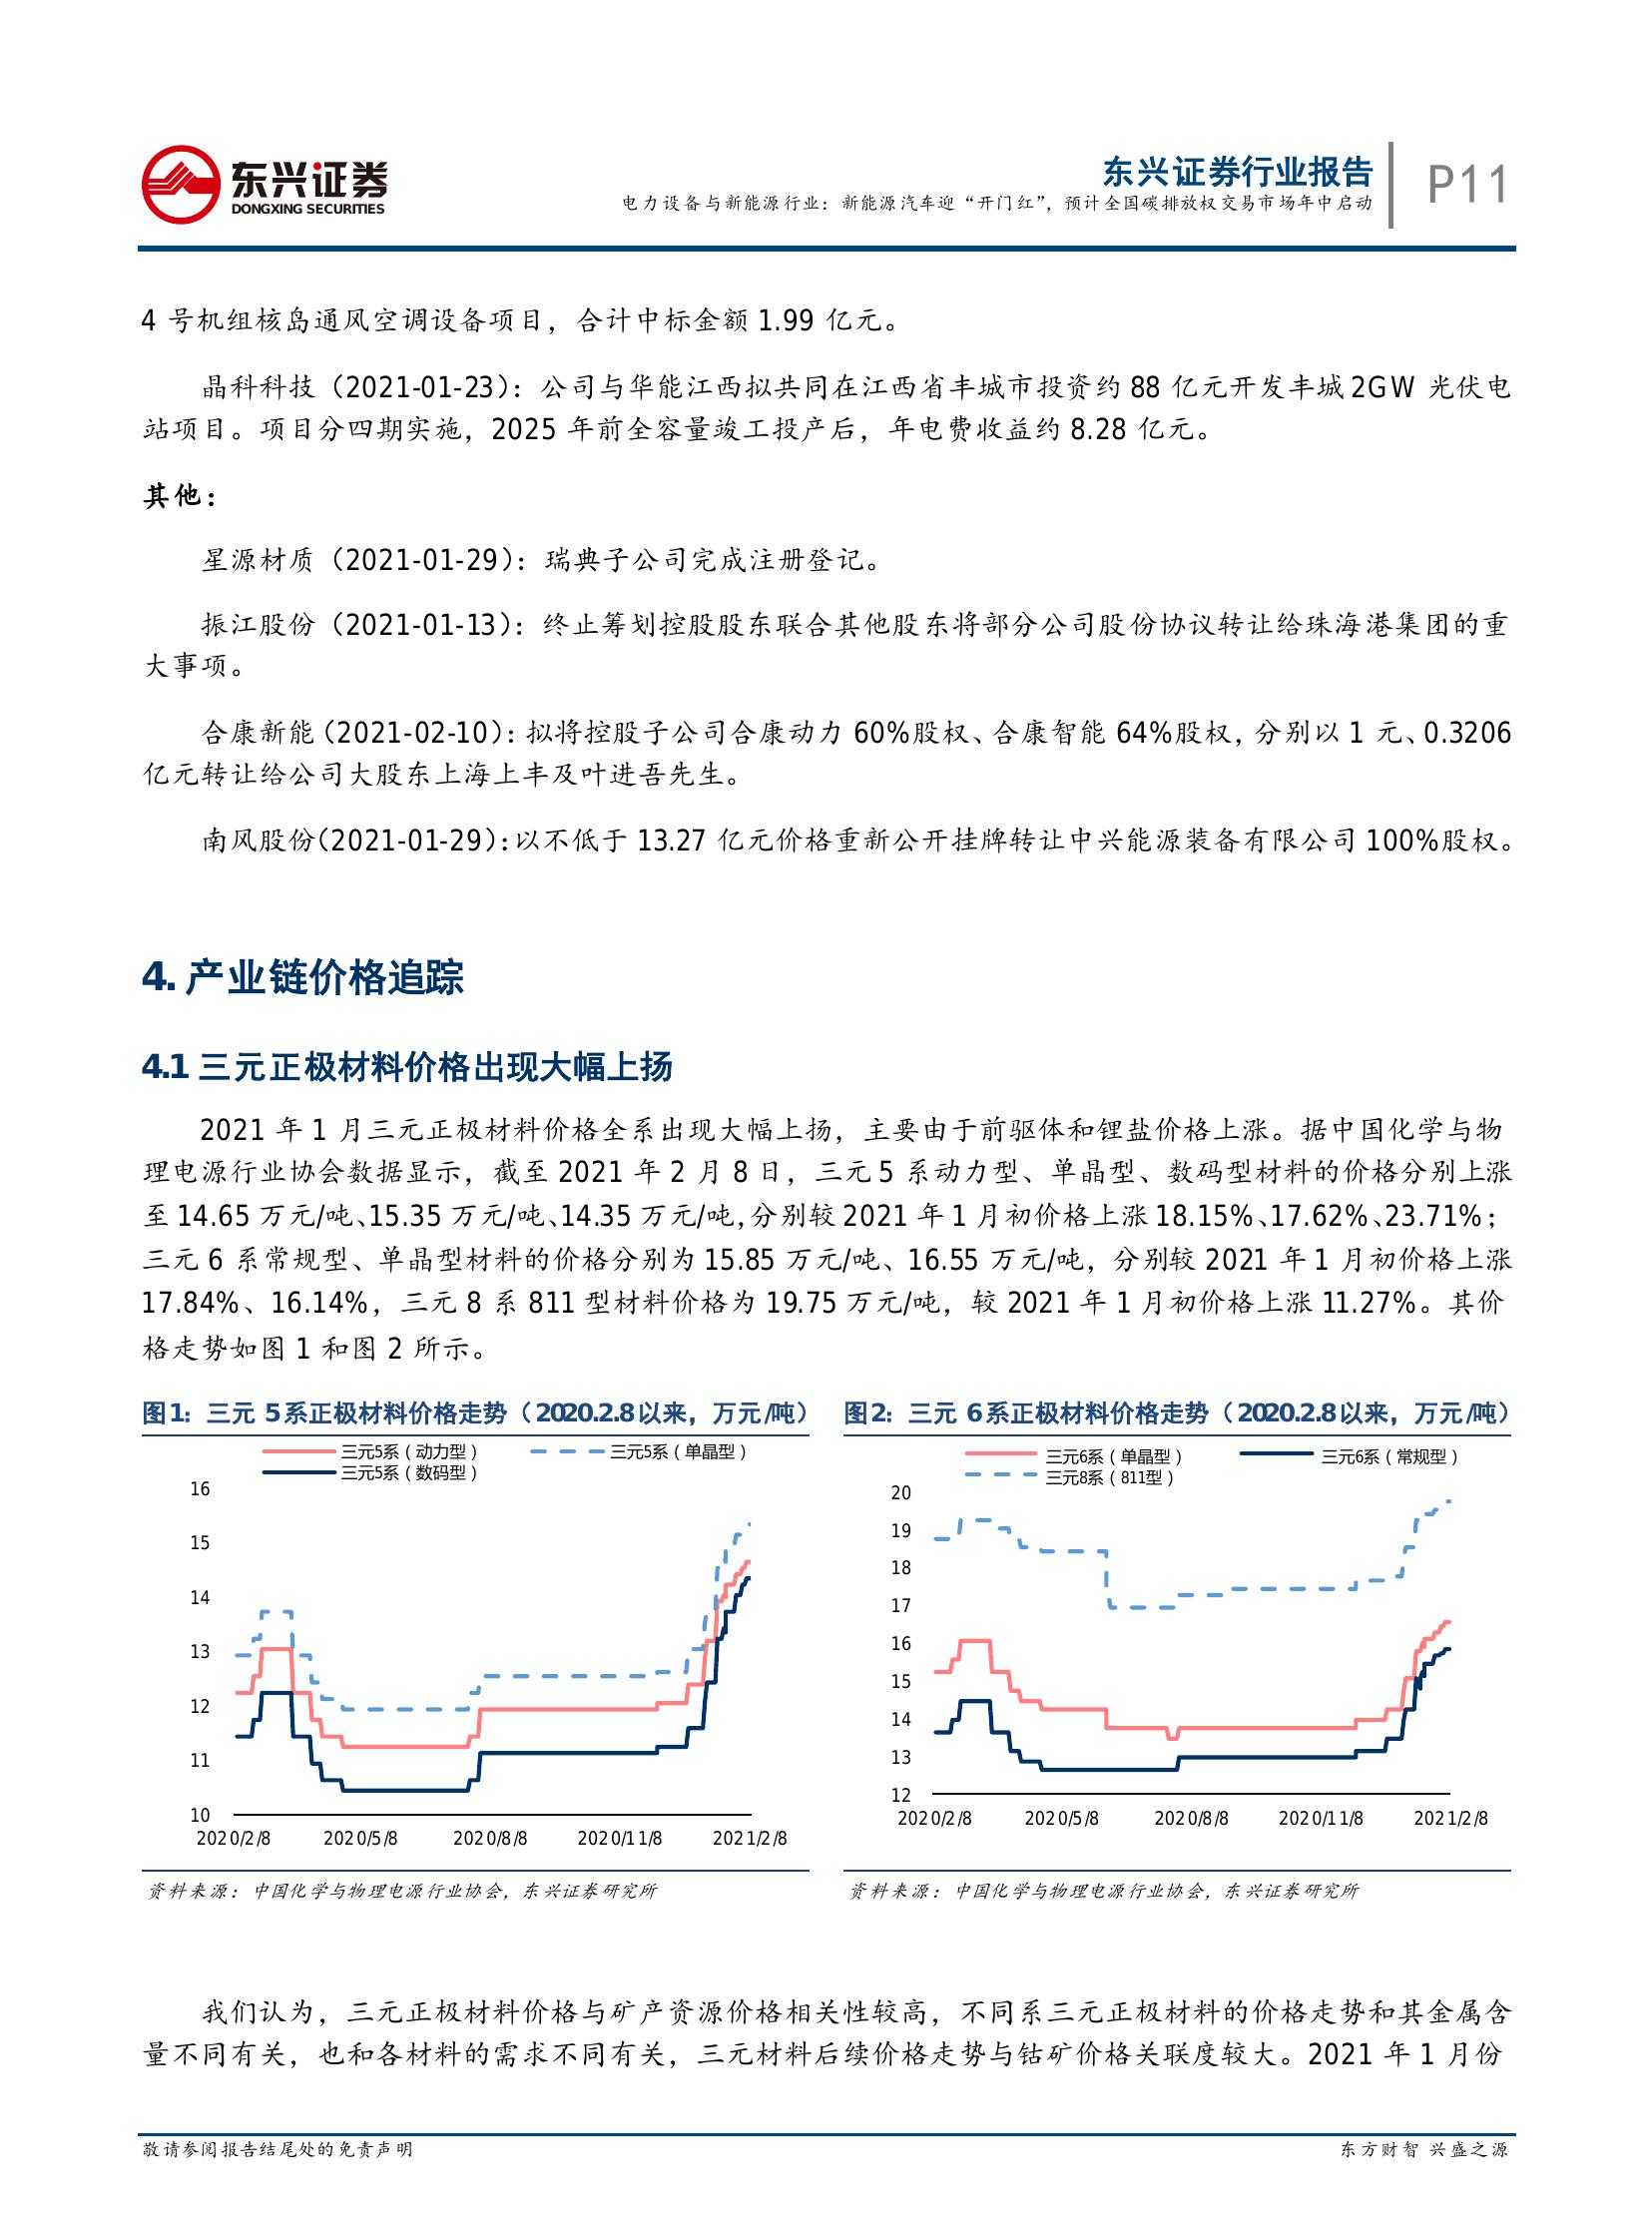 东兴证券
DONGXING SECURITIES
东兴证券行业报告
电力设备与新能源行业：新能源汽车迎“开门红”，预计全国碳排放权交易市场年中启动
P11
4 号机组核岛通风空调设备项目，合计中标金额 1.99 亿元。
晶科科技（2021-01-23）：公司与华能江西拟共同在江西省丰城市投资约 88 亿元开发丰城 2GW 光伏电
站项目。项目分四期实施，2025 年前全容量竣工投产后，年电费收益约 8.28 亿元。
其他：
星源材质（2021-01-29）：瑞典子公司完成注册登记。
振江股份（2021-01-13）：终止筹划控股股东联合其他股东将部分公司股份协议转让给珠海港集团的重
大事项。
合康新能（2021-02-10）：拟将控股子公司合康动力 60%股权、合康智能 64%股权，分别以 1 元、0.3206
亿元转让给公司大股东上海上丰及叶进吾先生。
南风股份（2021-01-29）：以不低于 13.27 亿元价格重新公开挂牌转让中兴能源装备有限公司 100%股权。
4. 产业链价格追踪
4.1 三元正极材料价格出现大幅上扬
2021 年 1 月三元正极材料价格全系出现大幅上扬，主要由于前驱体和锂盐价格上涨。据中国化学与物
理电源行业协会数据显示，截至 2021 年 2 月 8 日，三元 5 系动力型、单晶型、数码型材料的价格分别上涨
至 14.65 万元/吨、15.35 万元/吨、14.35 万元/吨，分别较 2021 年 1 月初价格上涨 18.15%、17.62%、23.71%；
三元 6 系常规型、单晶型材料的价格分别为 15.85 万元/吨、16.55 万元/吨，分别较 2021 年 1 月初价格上涨
17.84%、16.14%，三元 8 系 811 型材料价格为 19.75 万元/吨，较 2021 年 1 月初价格上涨 11.27%。其价
格走势如图 1 和图 2 所示。
图1：三元 5系正极材料价格走势（2020.2.8以来，万元/吨）
三元5系（动力型） 三元5系（单晶型）
三元5系（数码型）
16
15
14
13
12
11
10
2020/2/8 2020/5/8 2020/8/8 2020/11/8 2021/2/8
资料来源：中国化学与物理电源行业协会，东兴证券研究所
图2：三元 6系正极材料价格走势（2020.2.8以来，万元/吨）
三元6系（单晶型） 三元6系（常规型）
三元8系（811型）
20
19
18
17
16
15
14
13
12
2020/2/8 2020/5/8 2020/8/8 2020/11/8 2021/2/8
资料来源：中国化学与物理电源行业协会，东兴证券研究所
我们认为，三元正极材料价格与矿产资源价格相关性较高，不同系三元正极材料的价格走势和其金属含
量不同有关，也和各材料的需求不同有关，三元材料后续价格走势与钴矿价格关联度较大。2021 年 1 月份
敬请参阅报告结尾处的免责声明
东方财智 兴盛之源